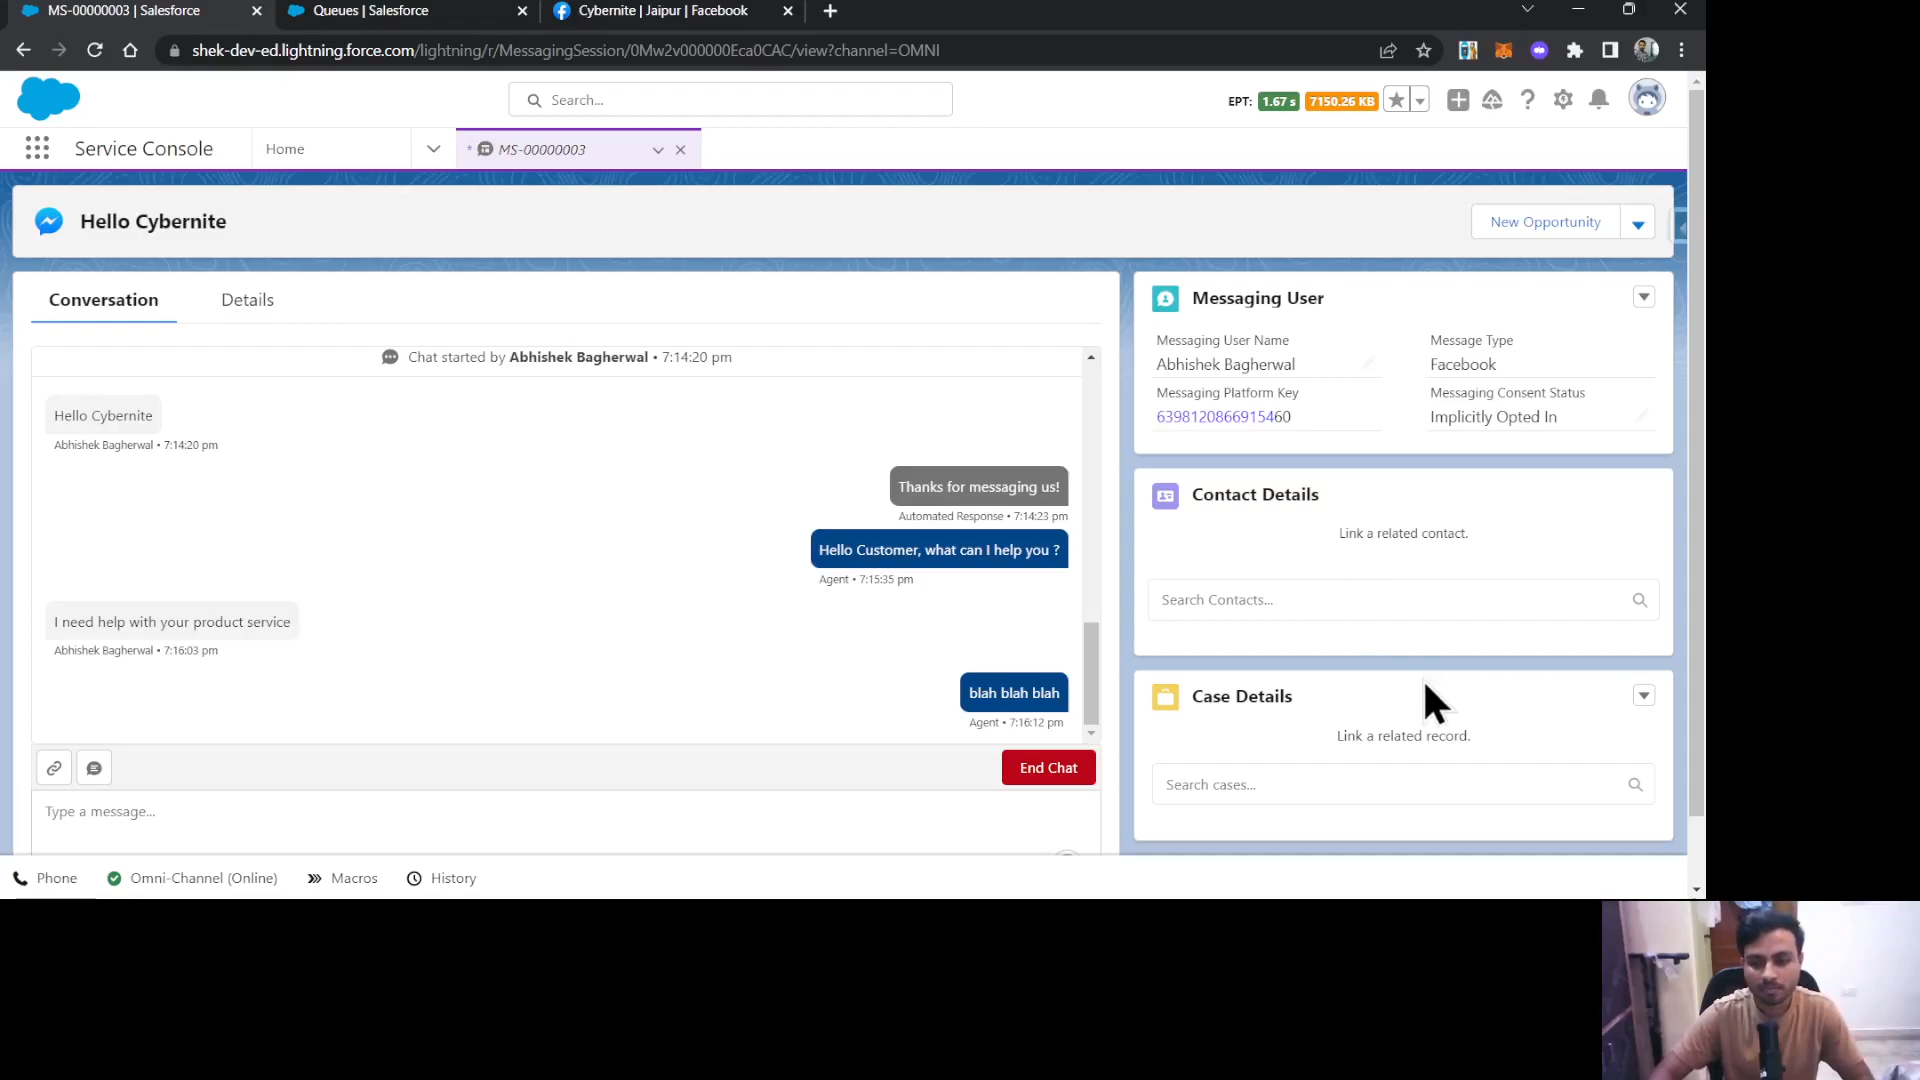 MS-00000003 | Salesforce
Queues | Salesforce
Cybernite | Jaipur | Facebook
shek-dev-ed.lightning.force.com/lightning/r/MessagingSession/0Mw2v000000Eca0CAC/view?channel=OMNI
Search...
EPT: 1.67 s 7150.26 KB
Service Console
Home
* MS-00000003
Hello Cybernite
New Opportunity
Conversation
Details
Chat started by Abhishek Bagherwal • 7:14:20 pm
Hello Cybernite
Abhishek Bagherwal • 7:14:20 pm
Thanks for messaging us!
Automated Response • 7:14:23 pm
Hello Customer, what can I help you ?
Agent • 7:15:35 pm
I need help with your product service
Abhishek Bagherwal • 7:16:03 pm
blah blah blah
Agent • 7:16:12 pm
End Chat
Type a message...
Messaging User
Messaging User Name
Abhishek Bagherwal
Message Type
Facebook
Messaging Platform Key
6398120866915460
Messaging Consent Status
Implicitly Opted In
Contact Details
Link a related contact.
Search Contacts...
Case Details
Link a related record.
Search cases...
Phone
Omni-Channel (Online)
Macros
History